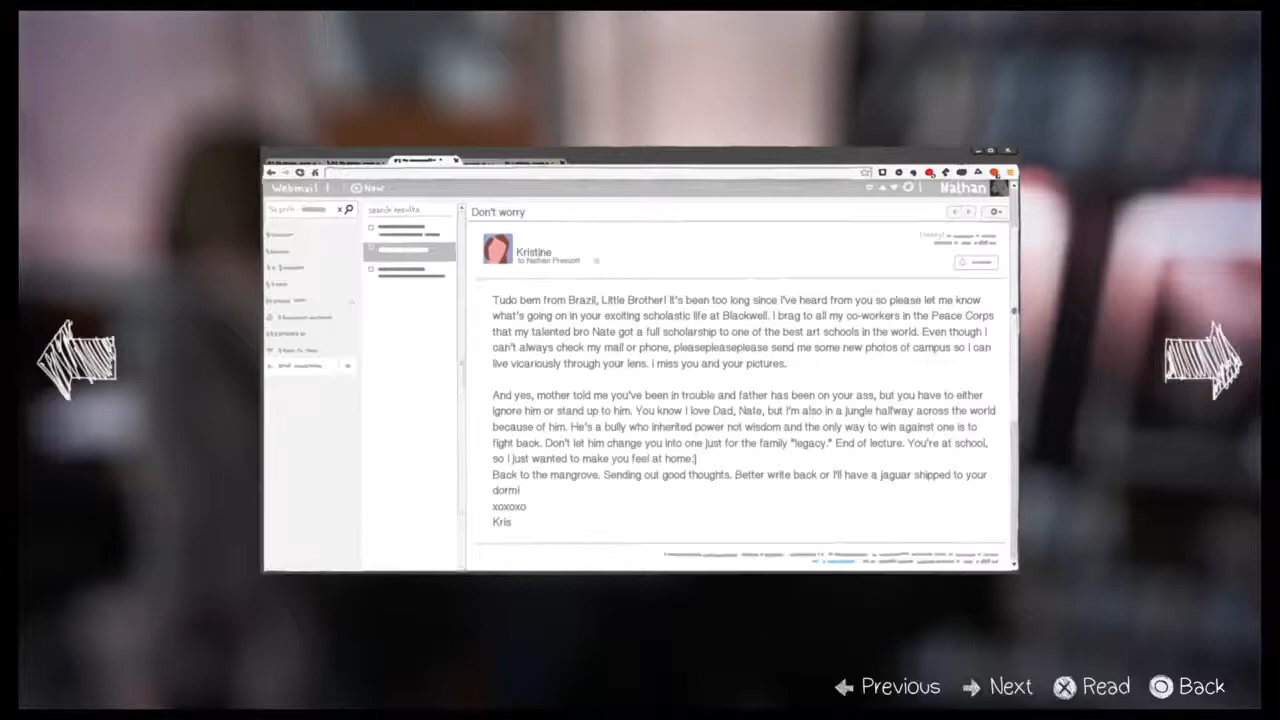 Webmail
New
Nathan
Search
search results
Don't worry
Kristine
to Nathan Prescott
Tudo bem from Brazil, Little Brother! It's been too long since I've heard from you so please let me know
what's going on in your exciting scholastic life at Blackwell. I brag to all my co-workers in the Peace Corps
that my talented bro Nate got a full scholarship to one of the best art schools in the world. Even though I
can't always check my mail or phone, pleasepleaseplease send me some new photos of campus so I can
live vicariously through your lens. I miss you and your pictures.
And yes, mother told me you've been in trouble and father has been on your ass, but you have to either
ignore him or stand up to him. You know I love Dad, Nate, but I'm also in a jungle halfway across the world
because of him. He's a bully who inherited power not wisdom and the only way to win against one is to
fight back. Don't let him change you into one just for the family "legacy." End of lecture. You're at school,
so I just wanted to make you feel at home:)
Back to the mangrove. Sending out good thoughts. Better write back or I'll have a jaguar shipped to your
dorm!
xoxoxo
Kris
Previous Next Read Back